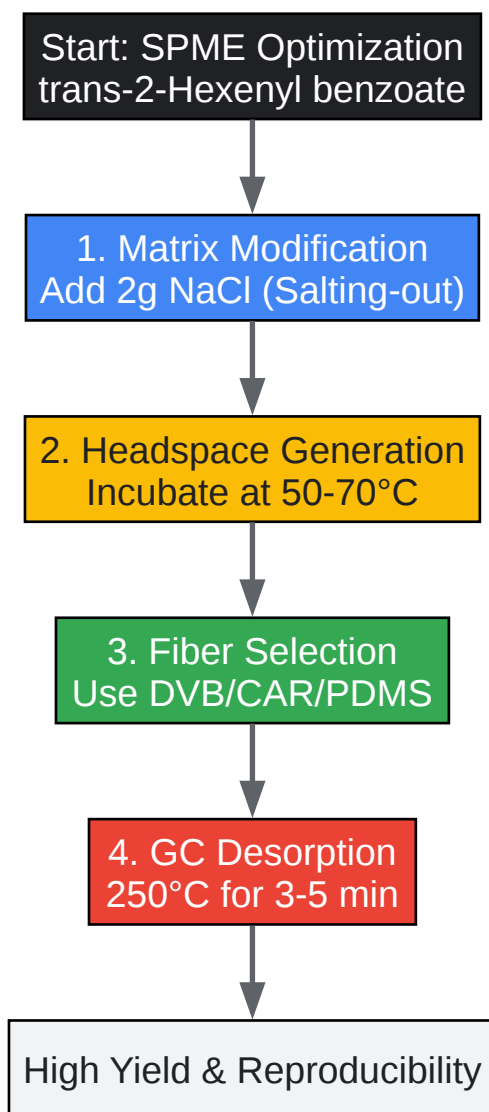 Start: SPME Optimization
trans-2-Hexenyl benzoate
1. Matrix Modification
Add 2g NaCl (Salting-out)
2. Headspace Generation
Incubate at 50-70°C
3. Fiber Selection
Use DVB/CAR/PDMS
4. GC Desorption
250°C for 3-5 min
High Yield & Reproducibility